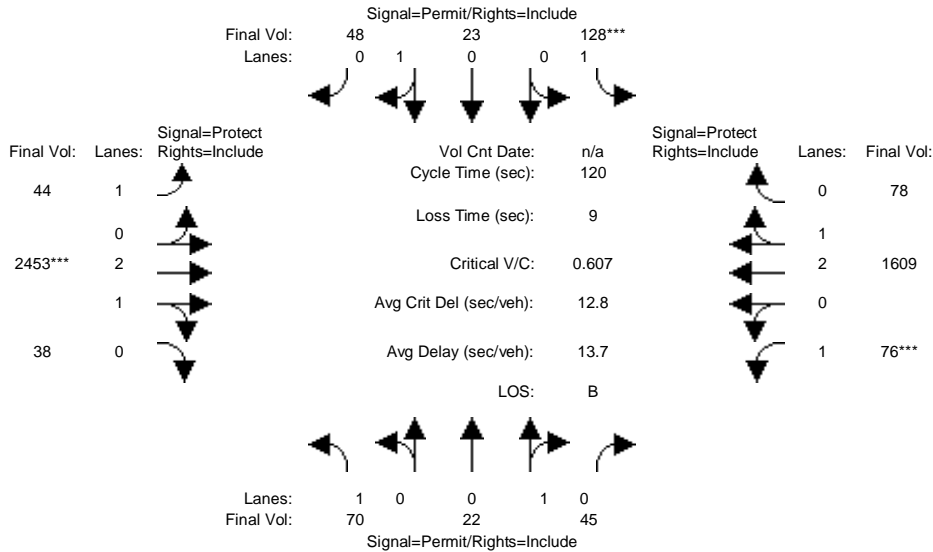 Signal=Permit/Rights=Include
Final Vol: 48 23 128***
Lanes: 0 1 0 0 1
Signal=Protect Signal=Protect
Final Vol: Lanes: Rights=Include Vol Cnt Date: n/a Rights=Include Lanes: Final Vol:
Cycle Time (sec): 120
44 1 0 78
Loss Time (sec): 9
0 1
2453*** 2 Critical V/C: 0.607 2 1609
1 Avg Crit Del (sec/veh): 12.8 0
38 0 Avg Delay (sec/veh): 13.7 1 76***
LOS: B
Lanes: 1 0 0 1 0
Final Vol: 70 22 45
Signal=Permit/Rights=Include